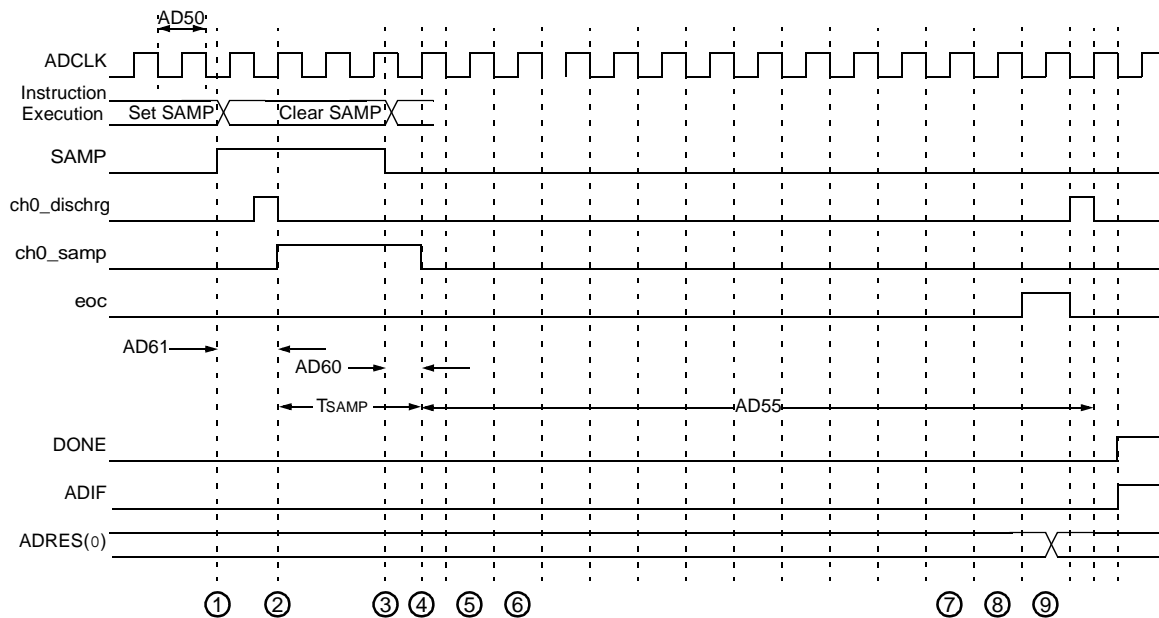 AD50
ADCLK
Instruction
Execution
Set SAMP
Clear SAMP
SAMP
ch0_dischrg
ch0_samp
eoc
AD61
AD60
TSAMP
AD55
DONE
ADIF
ADRES(0)
1 2 3 4 5 6 7 8 9